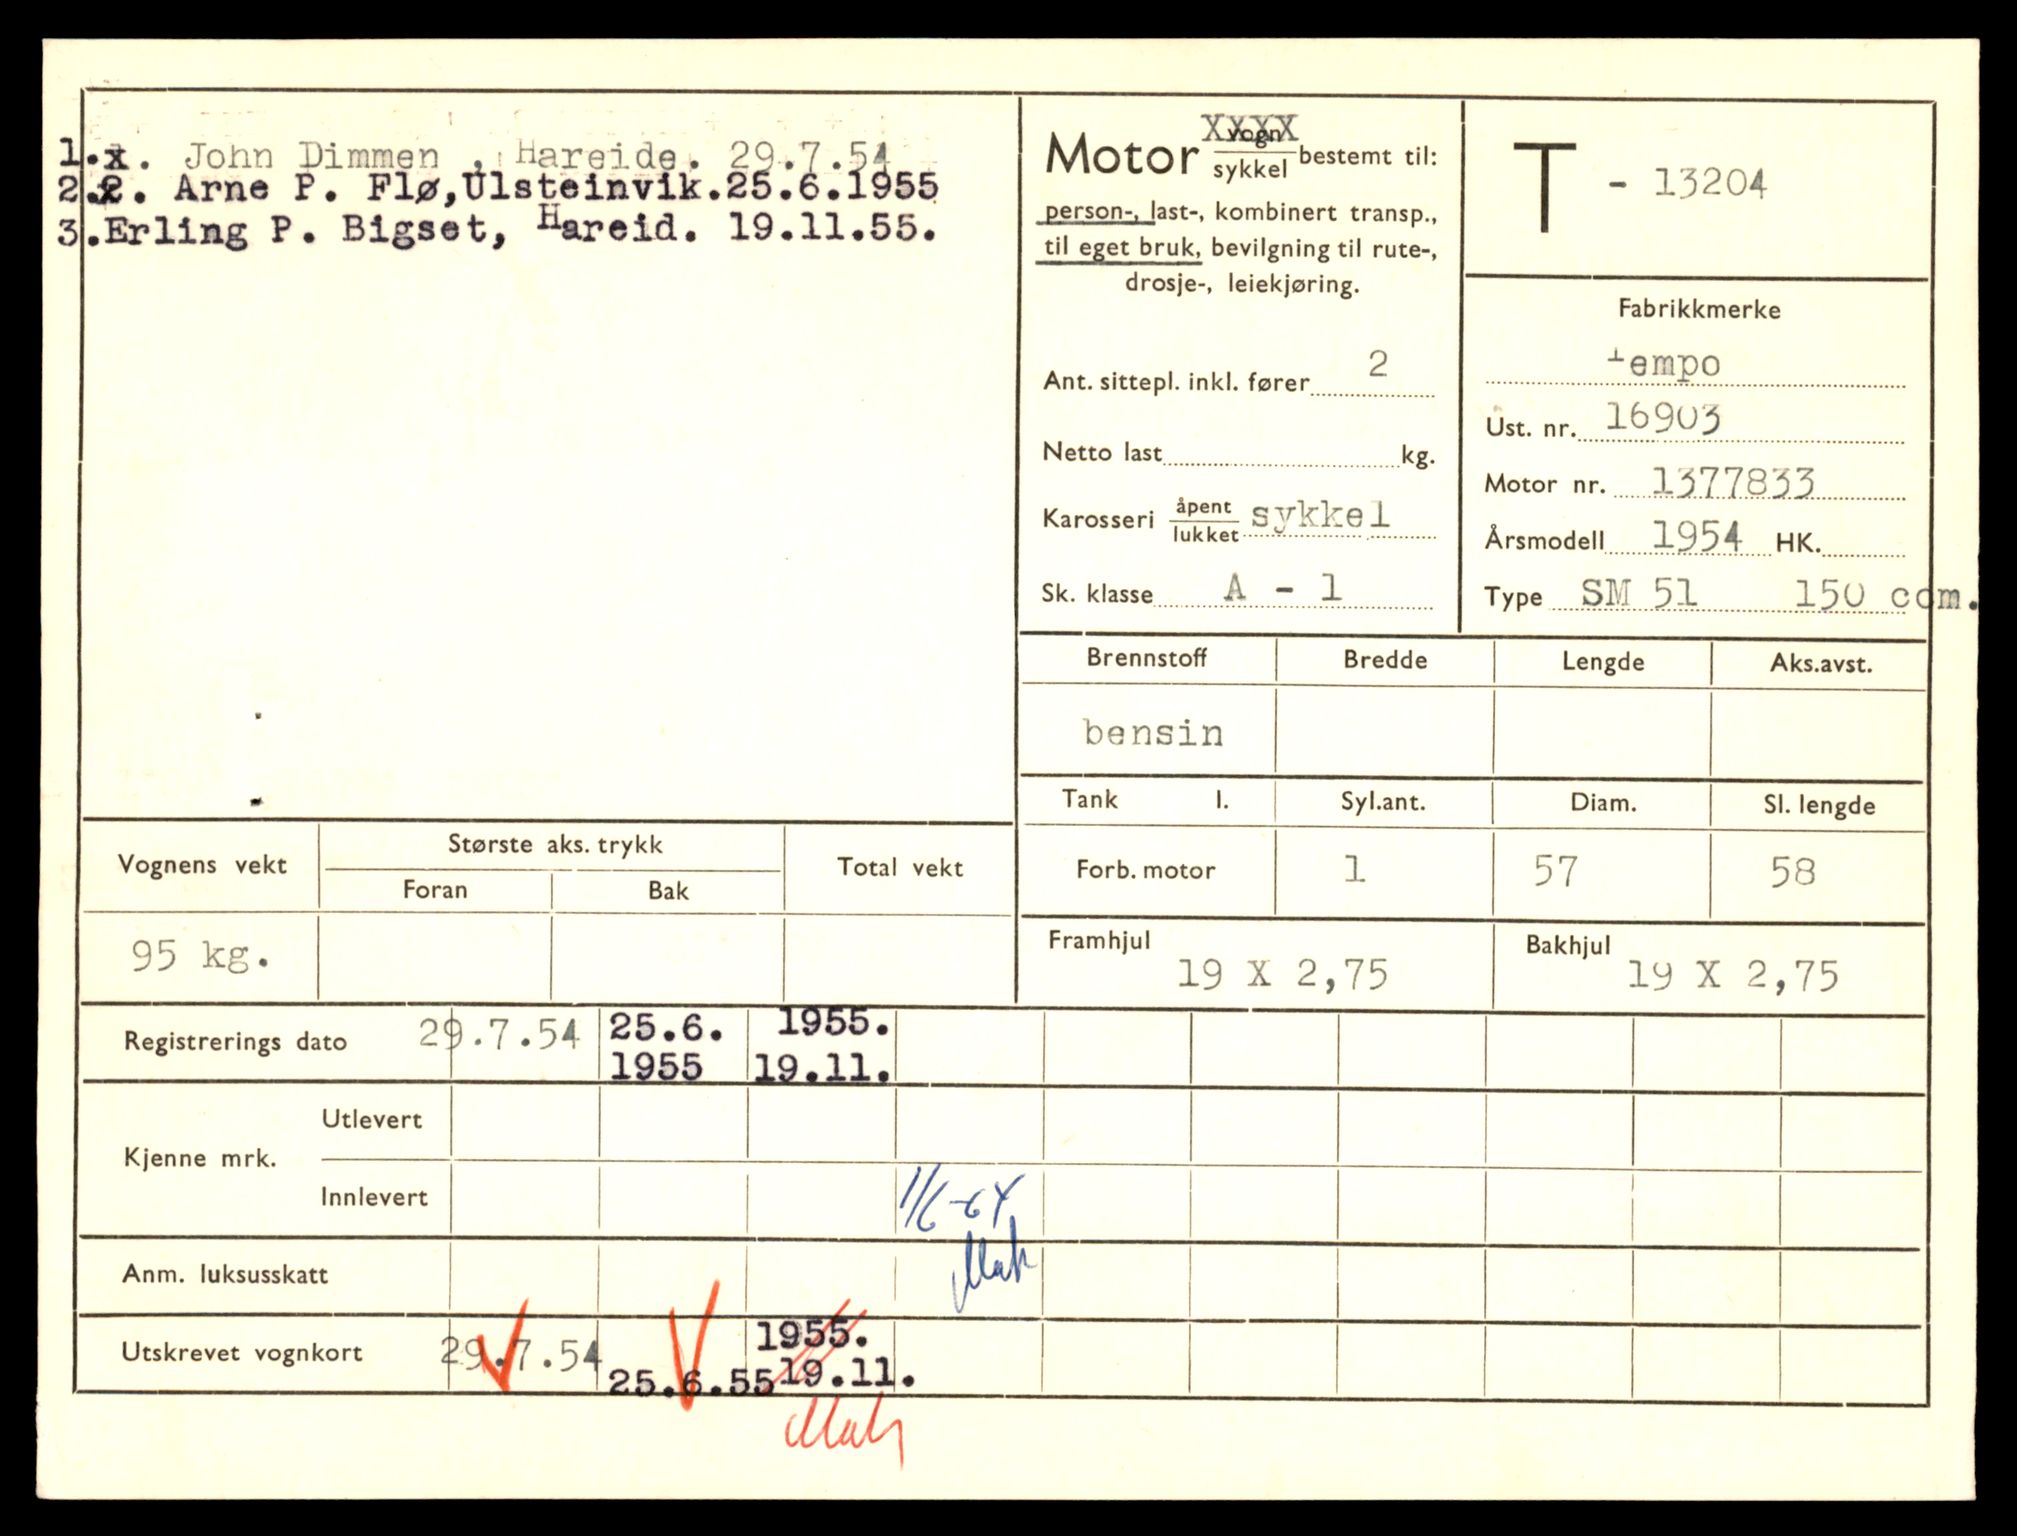 1.x. John Dimmen , Hareide. 29.7.54
2.2. Arne P. Flø,Ulsteinvik.25.6.1955
3.Erling P. Bigset, Hareid. 19.11.55.
Motor vogn XXXX
sykkel bestemt til:
person-, last-, kombinert transp.,
til eget bruk, bevilgning til rute-,
drosje-, leiekjøring.
Ant. sittepl. inkl. fører 2
Netto last kg.
Karosseri åpent
lukket sykkel
Sk. klasse A - 1
T - 13204
Fabrikkmerke
Tempo
Ust. nr. 16903
Motor nr. 1377833
Årsmodell 1954 HK.
Type SM 51 150 ccm.
Brennstoff Bredde Lengde Aks.avst.
bensin
Tank l. Syl.ant. Diam. Sl. lengde
Forb. motor 1 57 58
Framhjul 19 X 2,75 Bakhjul 19 X 2,75
Vognens vekt Største aks. trykk Total vekt
Foran Bak
95 kg.
Registrerings dato 29.7.54 25.6. 1955.
1955 19.11.
Kjenne mrk.
Utlevert
Innlevert 1/6-64
Anm. luksusskatt
Utskrevet vognkort 29.7.54 25.6.55 1955.
19.11.